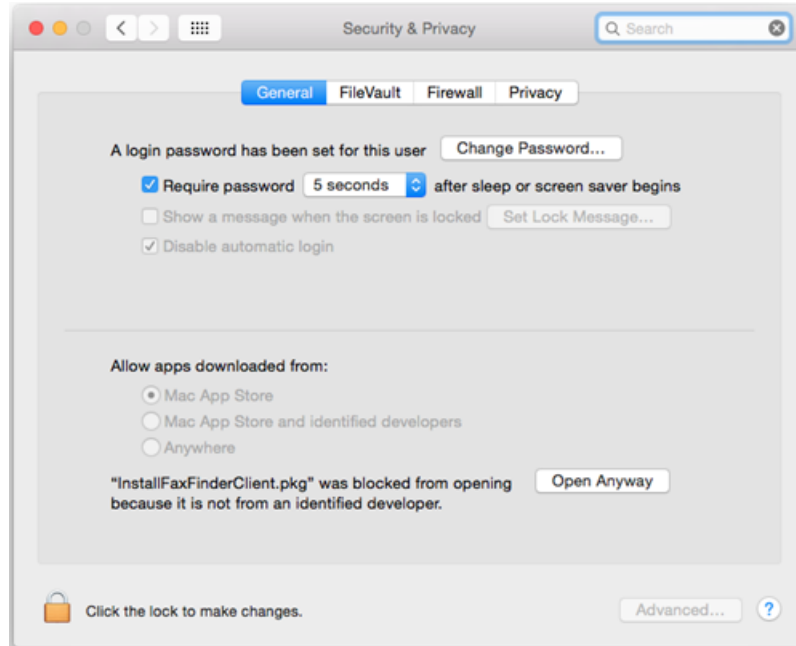 Security & Privacy
Search
General FileVault Firewall Privacy
A login password has been set for this user Change Password...
Require password 5 seconds after sleep or screen saver begins
Show a message when the screen is locked Set Lock Message...
Disable automatic login
Allow apps downloaded from:
Mac App Store
Mac App Store and identified developers
Anywhere
“InstallFaxFinderClient.pkg” was blocked from opening Open Anyway
because it is not from an identified developer.
Click the lock to make changes. Advanced... ?